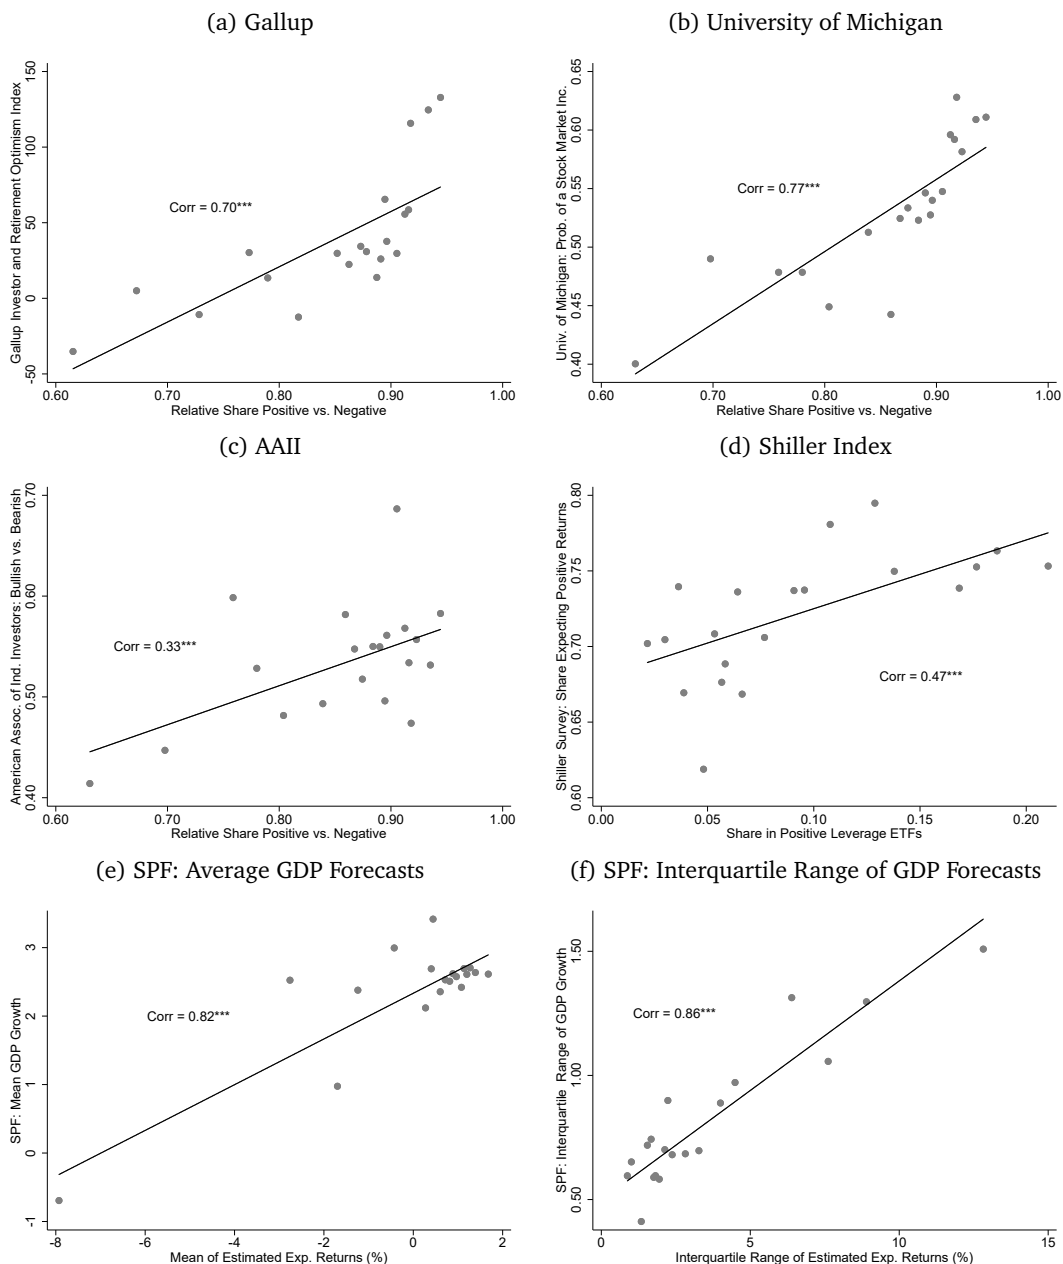 (a) Gallup
Gallup Investor and Retirement Optimism Index
150
100
50
0
-50
Corr = 0.70***
0.60 0.70 0.80 0.90 1.00
Relative Share Positive vs. Negative
(b) University of Michigan
Univ. of Michigan: Prob. of a Stock Market Inc.
0.65
0.60
0.55
0.50
0.45
0.40
Corr = 0.77***
0.60 0.70 0.80 0.90 1.00
Relative Share Positive vs. Negative
(c) AAII
American Assoc. of Ind. Investors: Bullish vs. Bearish
0.70
0.60
0.50
0.40
Corr = 0.33***
0.60 0.70 0.80 0.90 1.00
Relative Share Positive vs. Negative
(d) Shiller Index
Shiller Survey: Share Expecting Positive Returns
0.80
0.75
0.70
0.65
0.60
Corr = 0.47***
0.00 0.05 0.10 0.15 0.20
Share in Positive Leverage ETFs
(e) SPF: Average GDP Forecasts
SPF: Mean GDP Growth
3
2
1
0
-1
Corr = 0.82***
-8 -6 -4 -2 0 2
Mean of Estimated Exp. Returns (%)
(f) SPF: Interquartile Range of GDP Forecasts
SPF: Interquartile Range of GDP Growth
1.50
1.00
0.50
Corr = 0.86***
0 5 10 15
Interquartile Range of Estimated Exp. Returns (%)